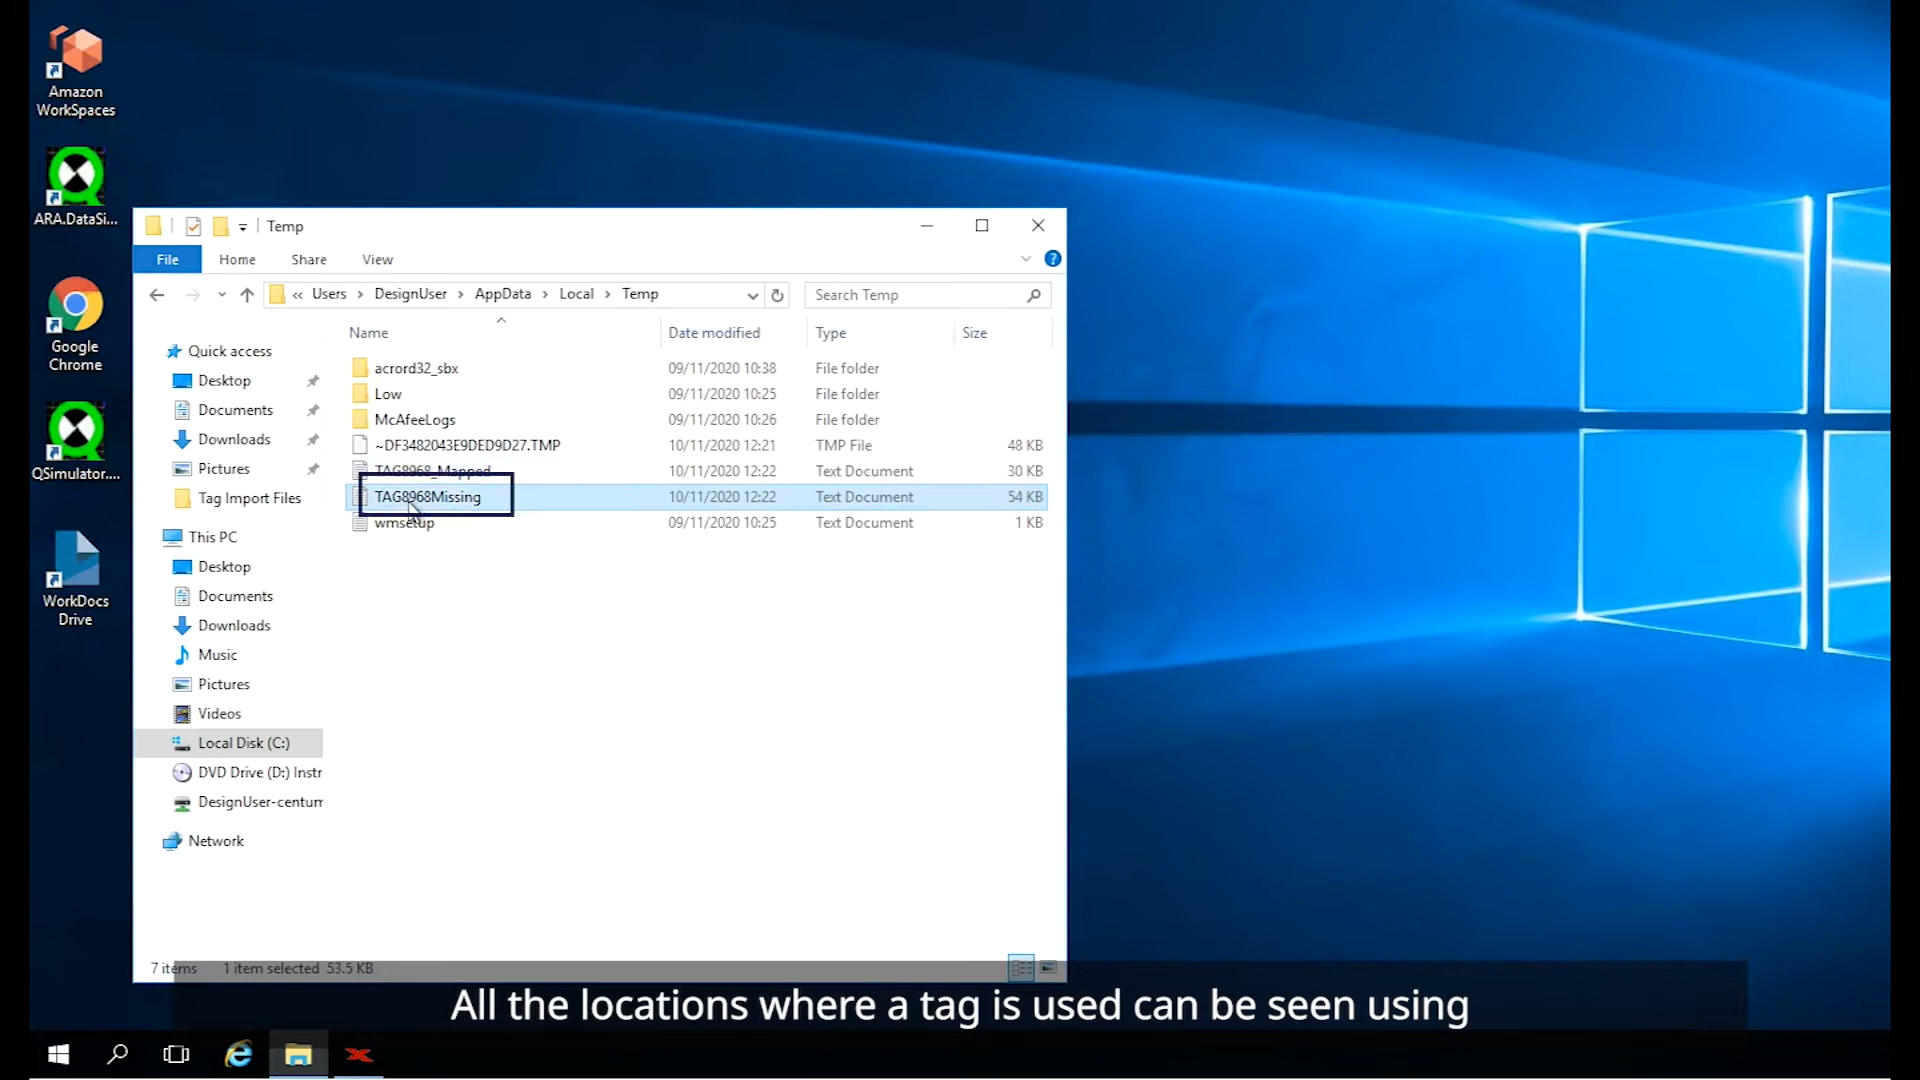 Amazon
WorkSpaces
ARA.DataSi...
Google
Chrome
QSimulator....
WorkDocs
Drive
Temp
File
Home
Share
View
?
« Users > DesignUser > AppData > Local > Temp
Search Temp
Name
Date modified
Type
Size
acrord32_sbx 09/11/2020 10:38 File folder
Low 09/11/2020 10:25 File folder
McAfeeLogs 09/11/2020 10:26 File folder
~DF3482043E9DED9D27.TMP 10/11/2020 12:21 TMP File 48 KB
TAG8968_Mapped 10/11/2020 12:22 Text Document 30 KB
TAG8968Missing 10/11/2020 12:22 Text Document 54 KB
wmsetup 09/11/2020 10:25 Text Document 1 KB
Quick access
Desktop
Documents
Downloads
Pictures
Tag Import Files
This PC
Desktop
Documents
Downloads
Music
Pictures
Videos
Local Disk (C:)
DVD Drive (D:) Instr
DesignUser-centum
Network
7 items 1 item selected 53.5 KB
All the locations where a tag is used can be seen using